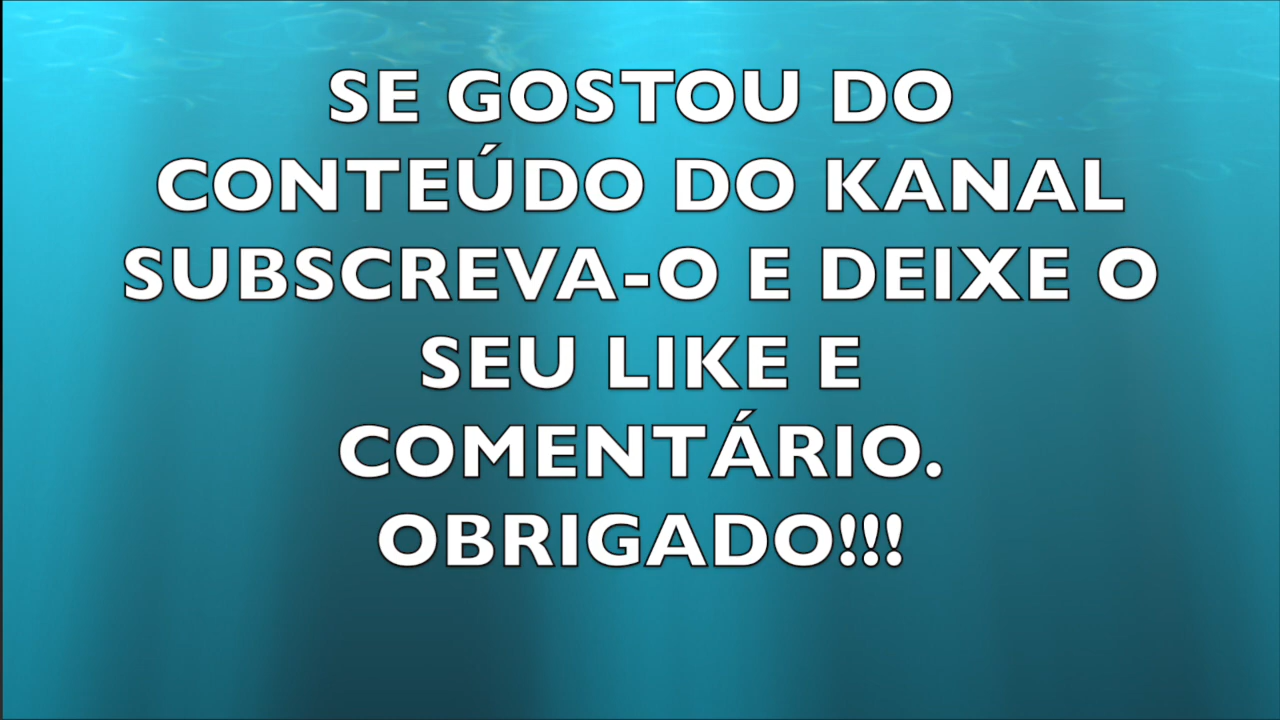 SE GOSTOU DO
CONTEÚDO DO KANAL
SUBSCREVA-O E DEIXE O
SEU LIKE E
COMENTÁRIO.
OBRIGADO!!!